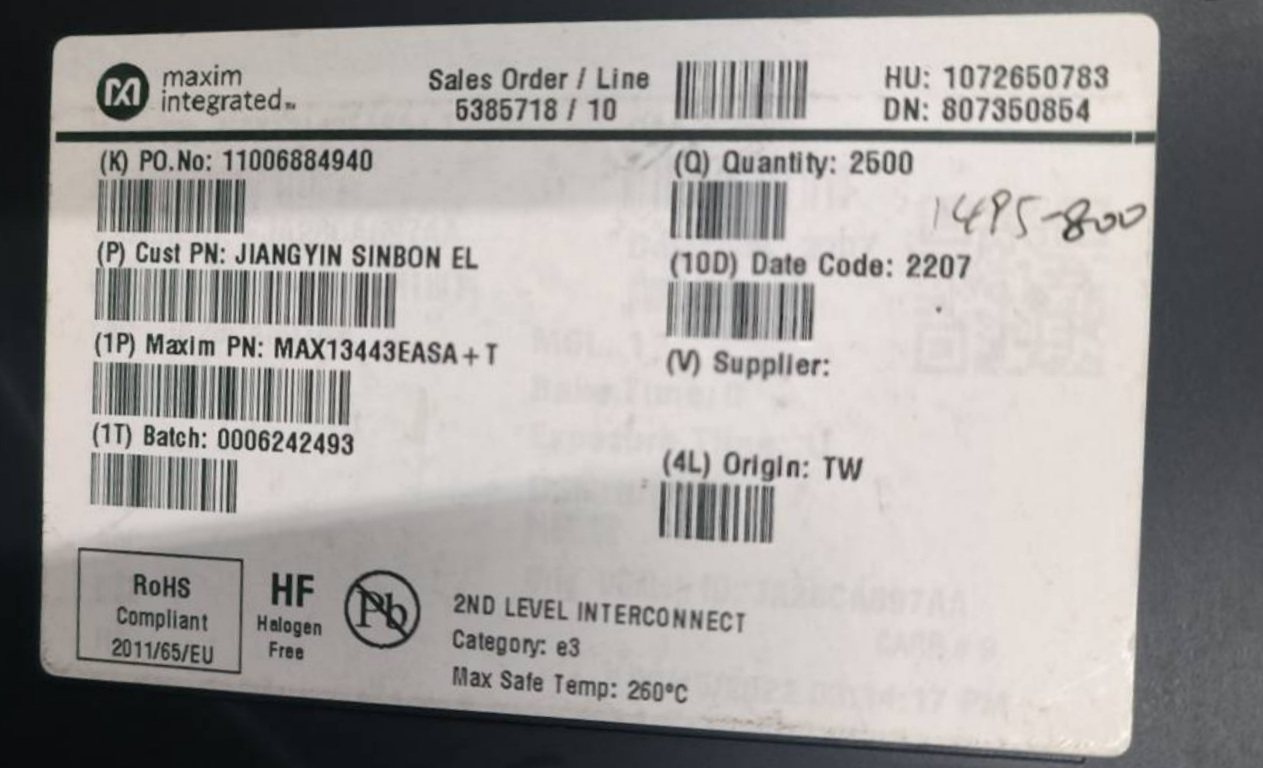 maxim integrated™
Sales Order / Line
5385718 / 10
HU: 1072650783
DN: 807350854
(K) PO.No: 11006884940
(Q) Quantity: 2500
1495-800
(P) Cust PN: JIANGYIN SINBON EL
(10D) Date Code: 2207
(1P) Maxim PN: MAX13443EASA+T
(V) Supplier:
(1T) Batch: 0006242493
(4L) Origin: TW
RoHS
Compliant
2011/65/EU
HF
Halogen
Free
Pb
2ND LEVEL INTERCONNECT
Category: e3
Max Safe Temp: 260°C